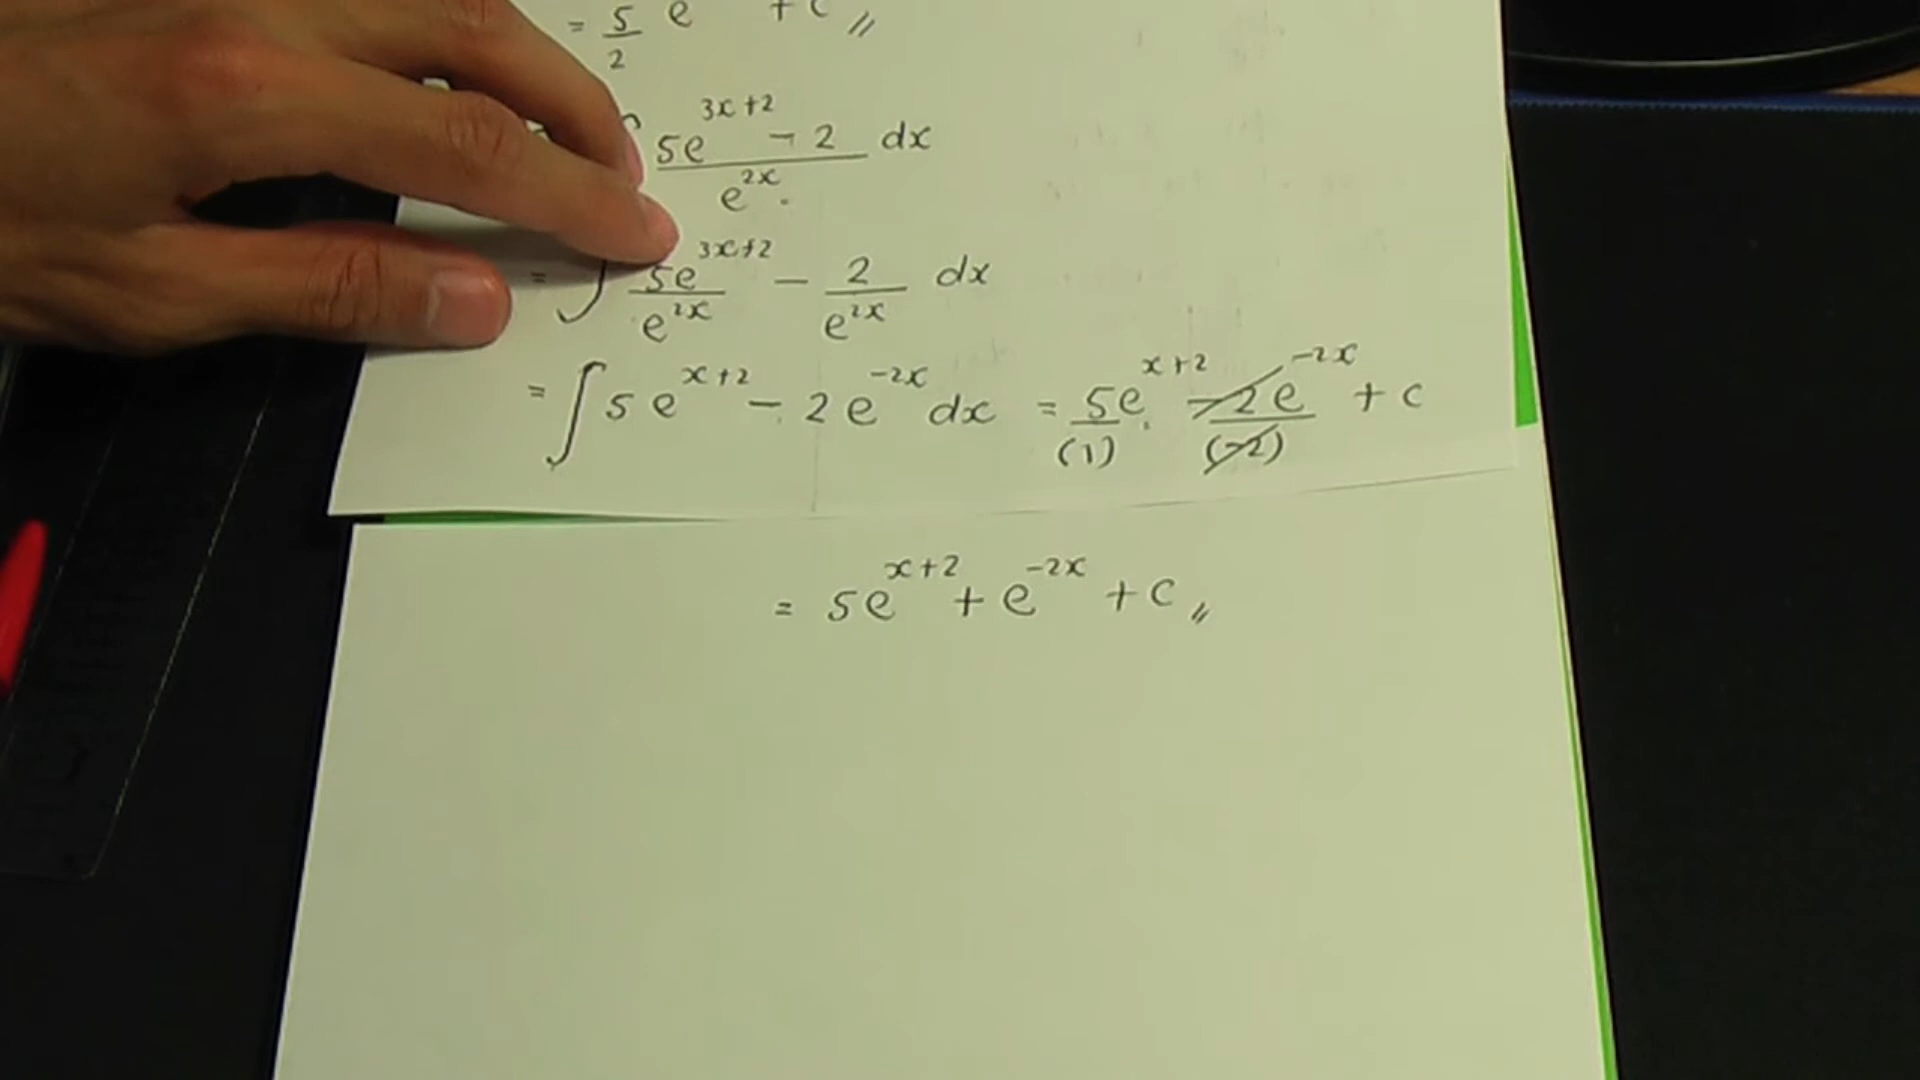 = 5/2 e + c //
∫ (5e^(3x+2) - 2)/e^(2x) dx
= ∫ 5e^(3x+2)/e^(2x) - 2/e^(2x) dx
= ∫ 5e^(x+2) - 2e^(-2x) dx = 5e^(x+2)/(1) - 2e^(-2x)/(-2) + c
= 5e^(x+2) + e^(-2x) + c //